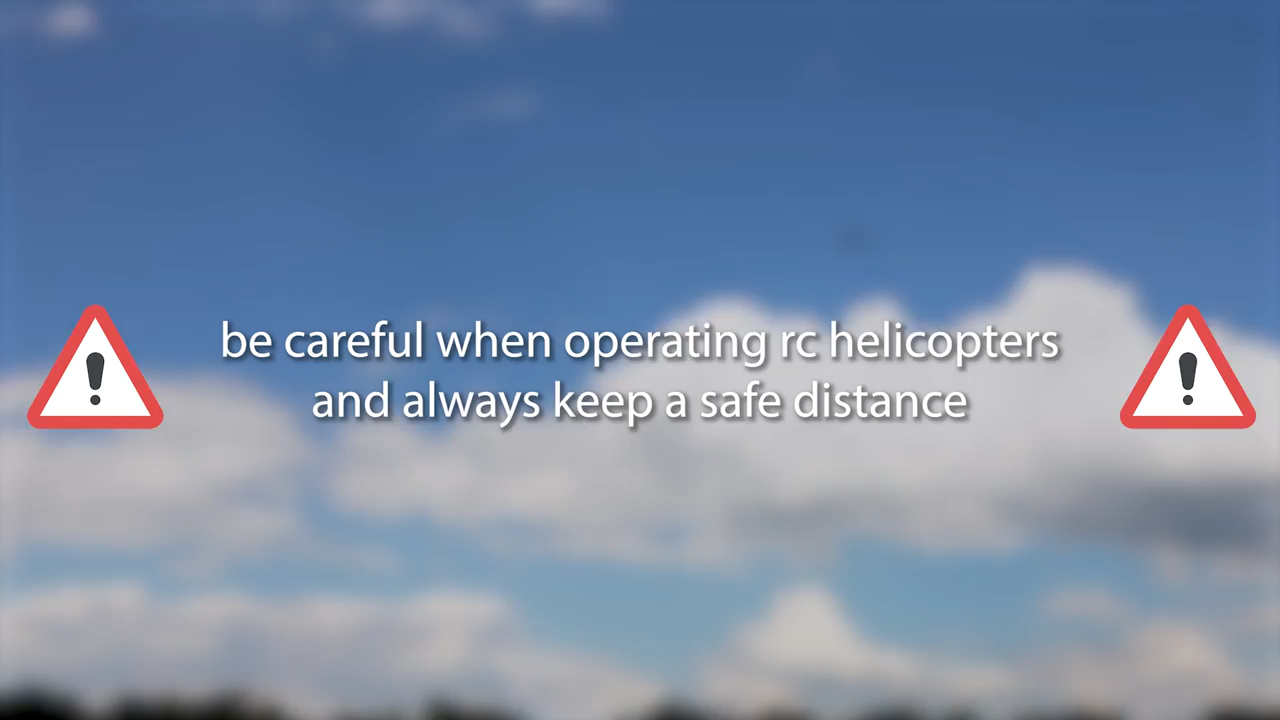 be careful when operating rc helicopters
and always keep a safe distance